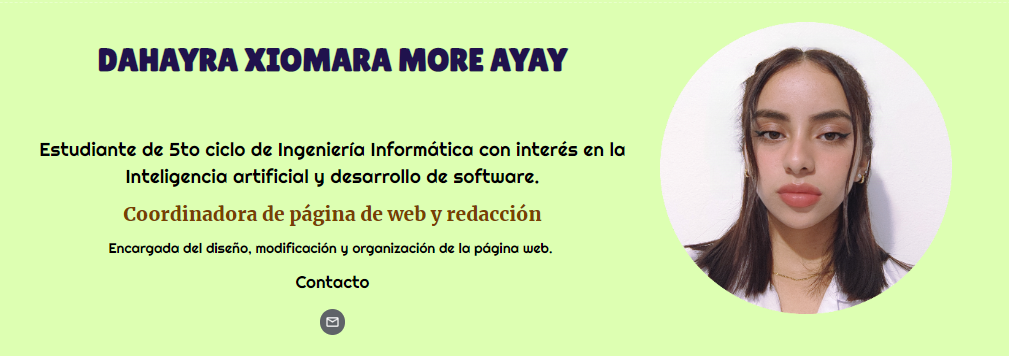 DAHAYRA XIOMARA MORE AYAY
Estudiante de 5to ciclo de Ingeniería Informática con interés en la
Inteligencia artificial y desarrollo de software.
Coordinadora de página de web y redacción
Encargada del diseño, modificación y organización de la página web.
Contacto